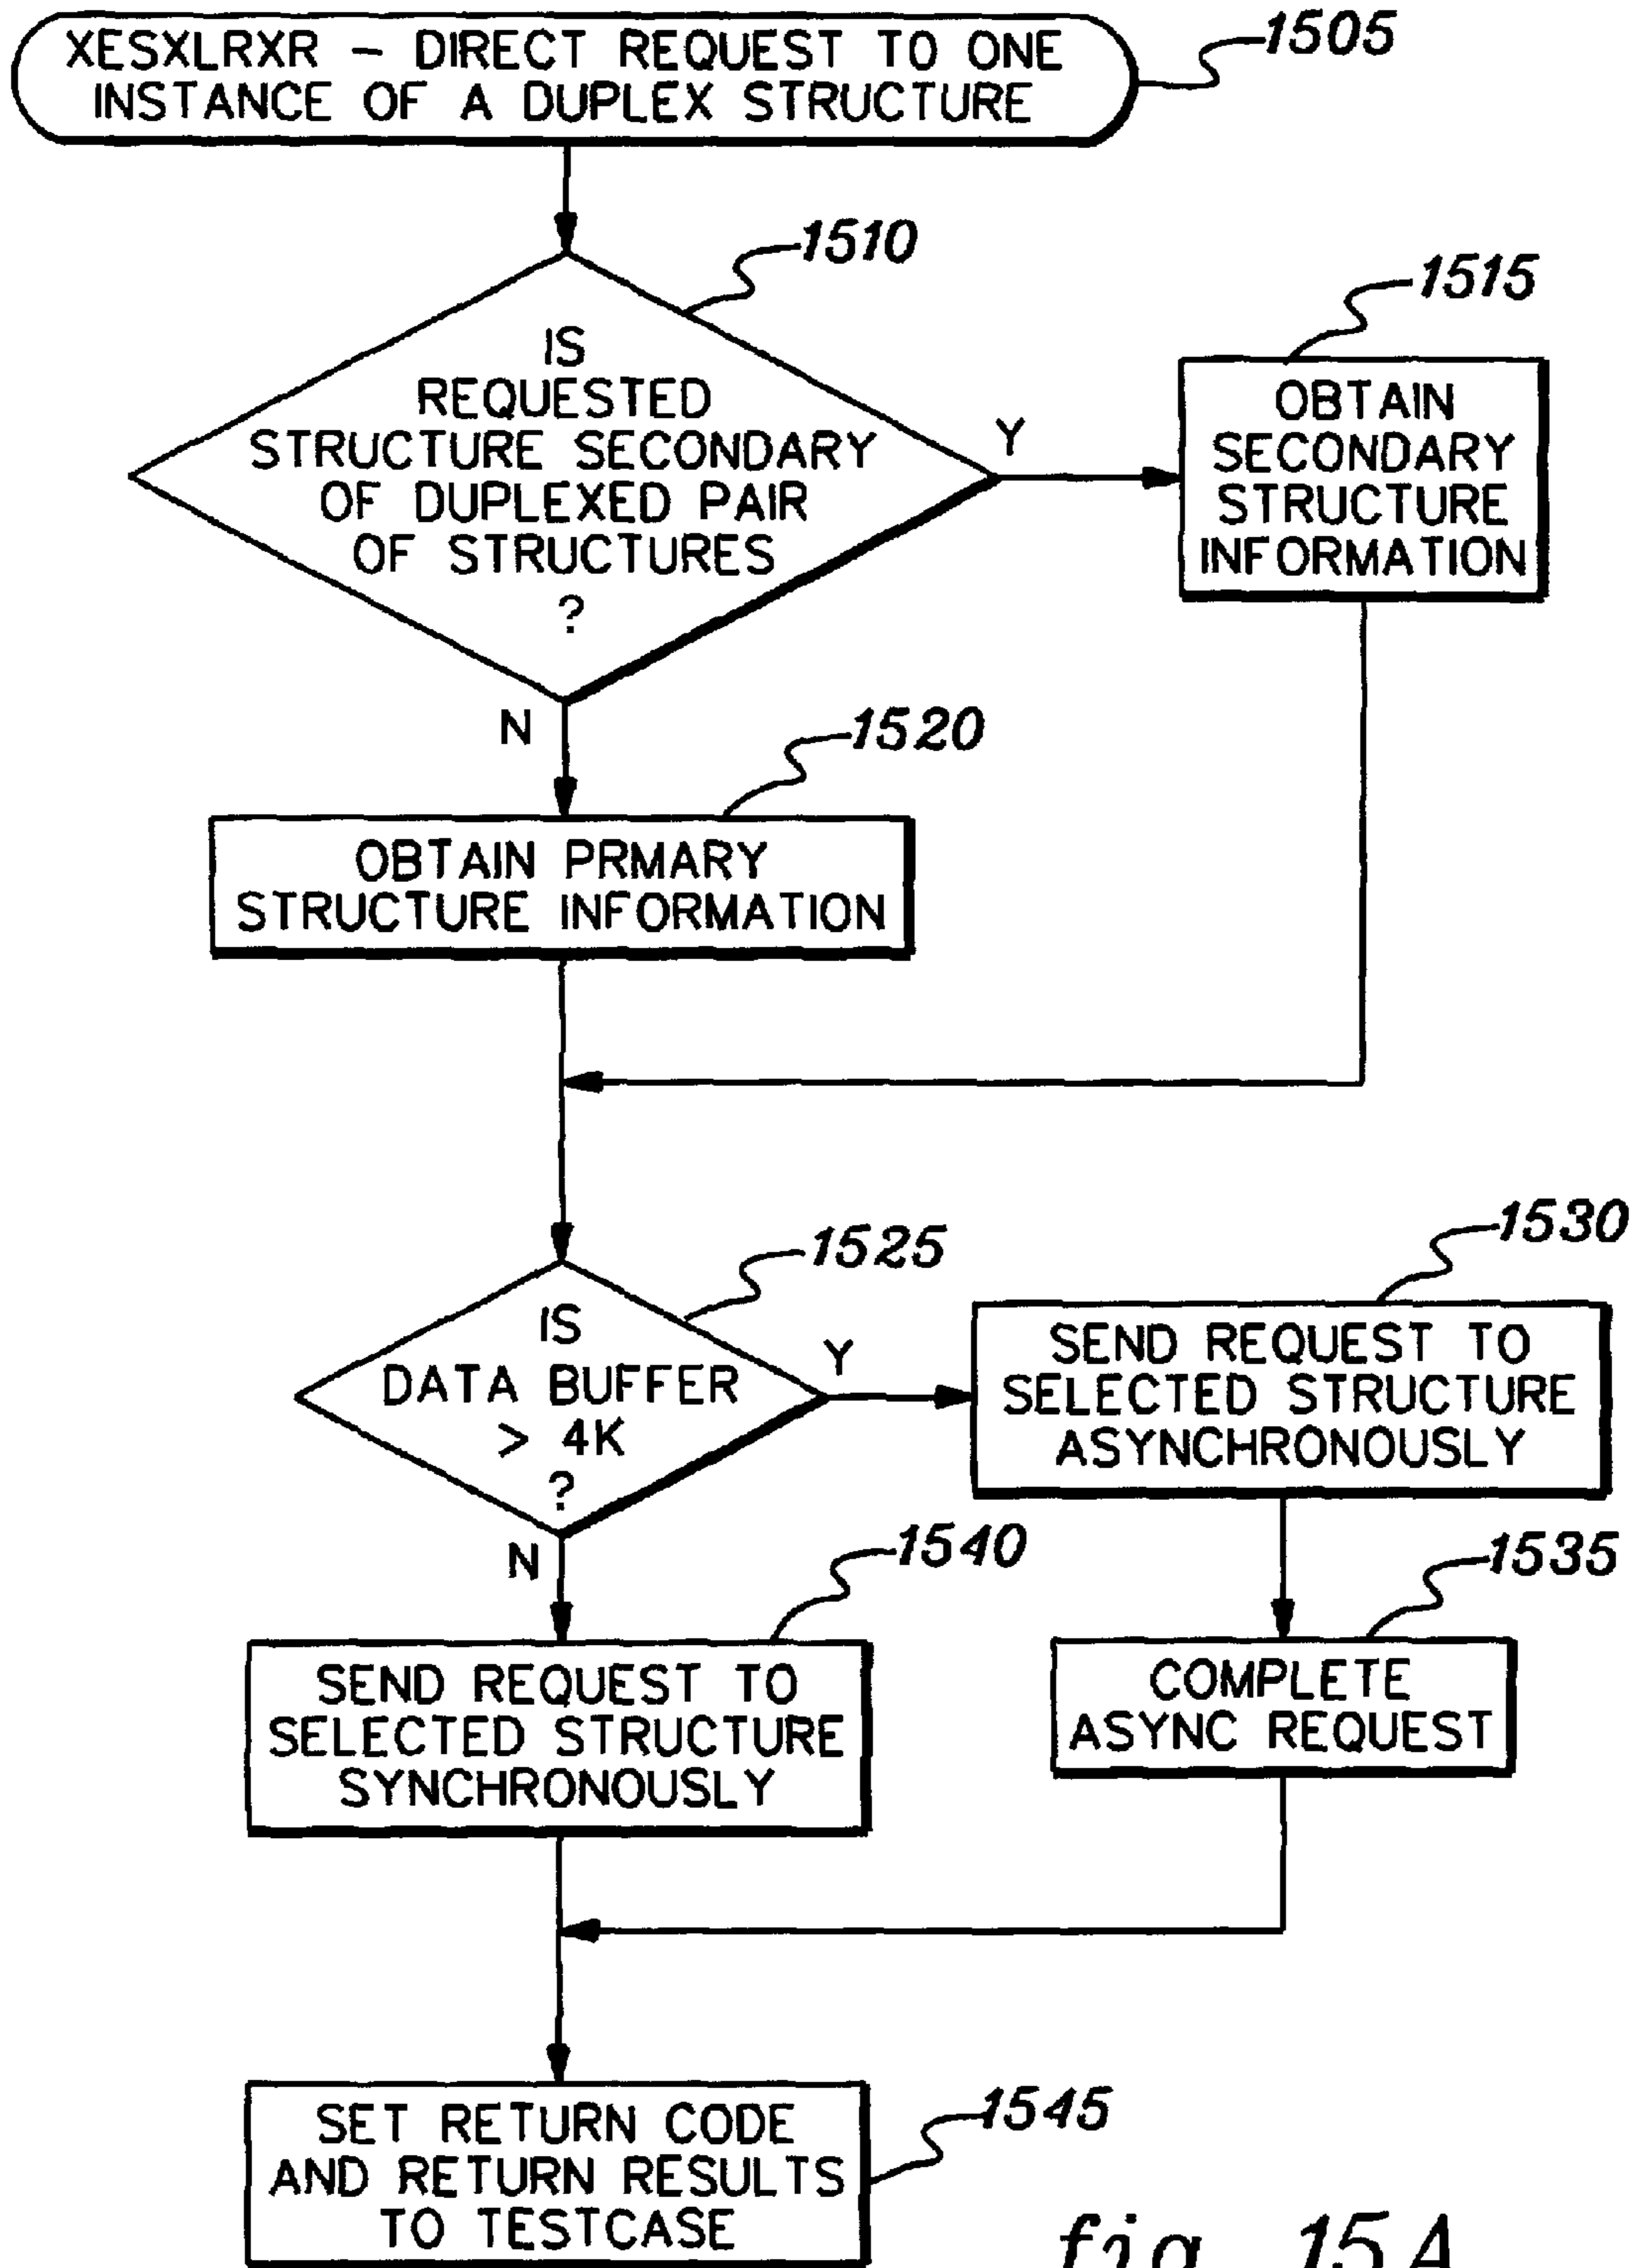 XESXLRXR - DIRECT REQUEST TO ONE
INSTANCE OF A DUPLEX STRUCTURE
1505
1510
IS
REQUESTED
STRUCTURE SECONDARY
OF DUPLEXED PAIR
OF STRUCTURES
?
Y
1515
OBTAIN
SECONDARY
STRUCTURE
INFORMATION
N
1520
OBTAIN PRMARY
STRUCTURE INFORMATION
1525
IS
DATA BUFFER
> 4K
?
Y
1530
SEND REQUEST TO
SELECTED STRUCTURE
ASYNCHRONOUSLY
N
1540
SEND REQUEST TO
SELECTED STRUCTURE
SYNCHRONOUSLY
1535
COMPLETE
ASYNC REQUEST
1545
SET RETURN CODE
AND RETURN RESULTS
TO TESTCASE
fig. 15A